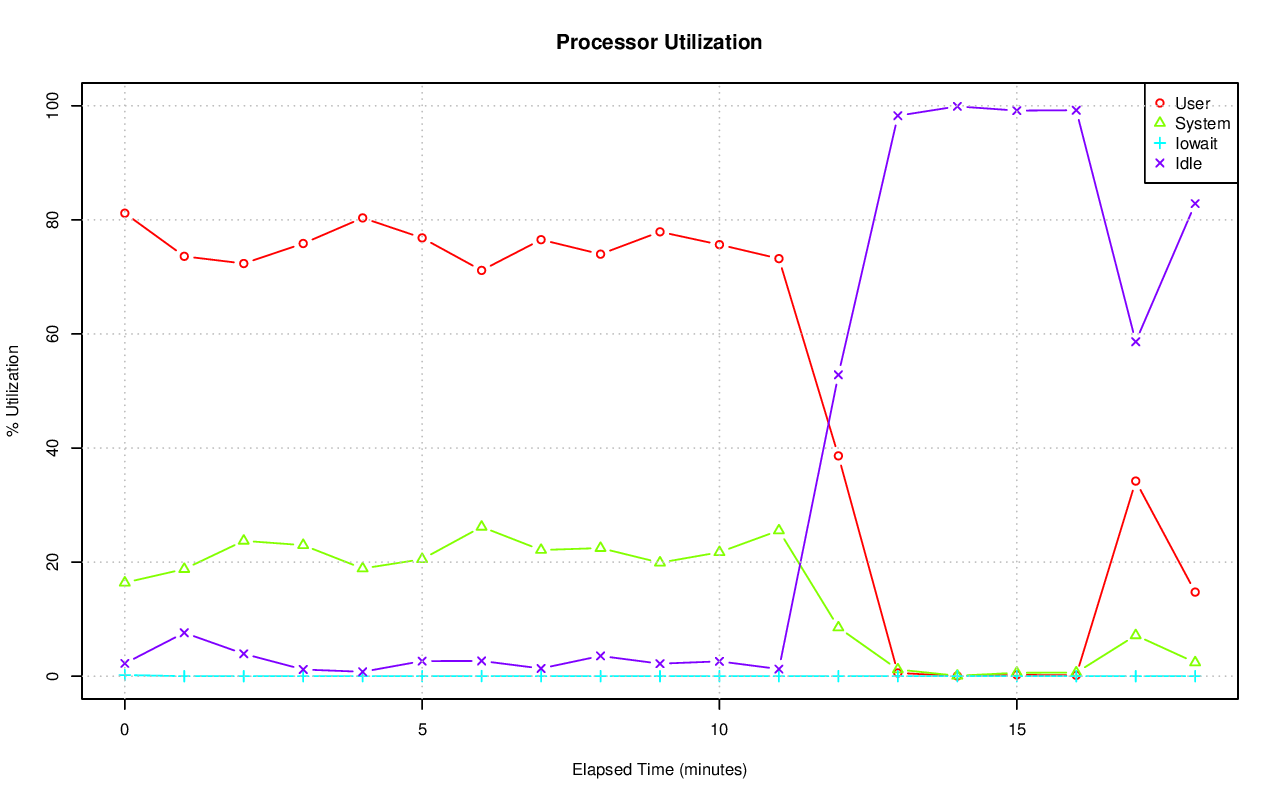 Processor Utilization
% Utilization
100
80
60
40
20
0
User
System
Iowait
Idle
0 5 10 15
Elapsed Time (minutes)